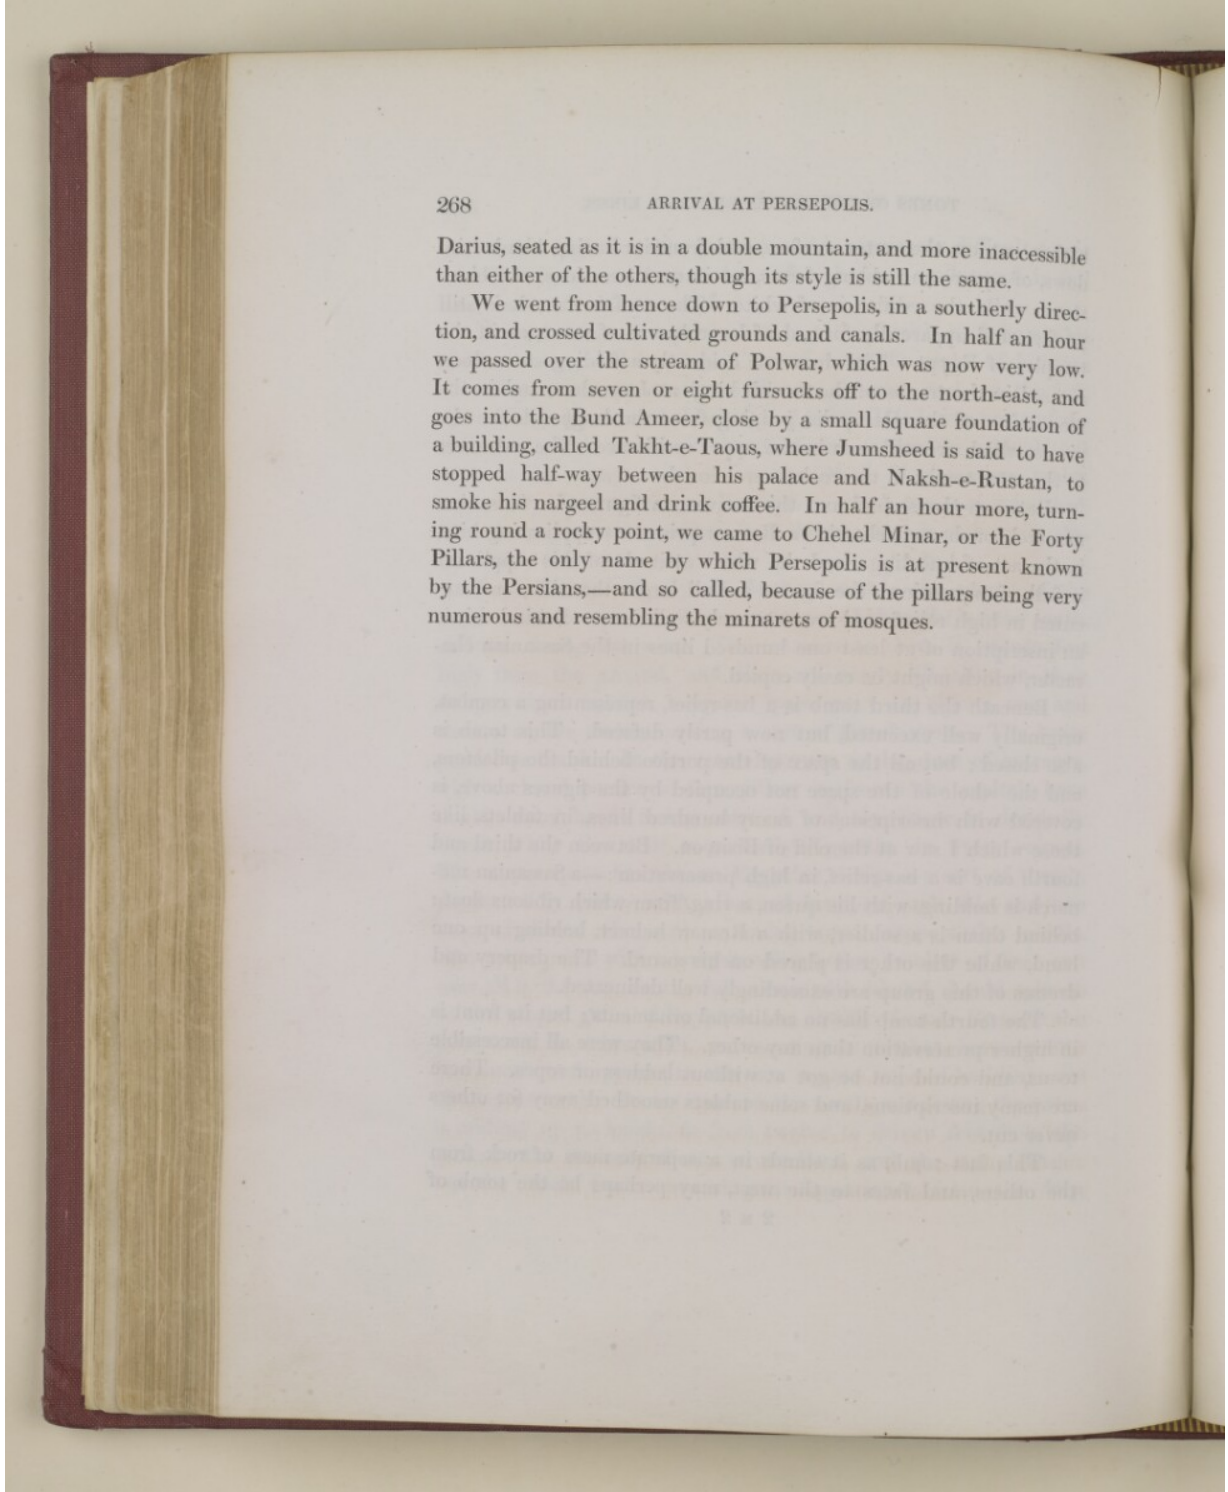 268 ARRIVAL AT PERSEPOLIS.
Darius, seated as it is in a double mountain, and more inaccessible
than either of the others, though its style is still the same.
We went from hence down to Persepolis, in a southerly direc-
tion, and crossed cultivated grounds and canals. In half an hour
we passed over the stream of Polwar, which was now very low.
It comes from seven or eight fursucks off to the north-east, and
goes into the Bund Ameer, close by a small square foundation of
a building, called Takht-e-Taous, where Jumsheed is said to have
stopped half-way between his palace and Naksh-e-Rustan, to
smoke his nargeel and drink coffee. In half an hour more, turn-
ing round a rocky point, we came to Chehel Minar, or the Forty
Pillars, the only name by which Persepolis is at present known
by the Persians,—and so called, because of the pillars being very
numerous and resembling the minarets of mosques.